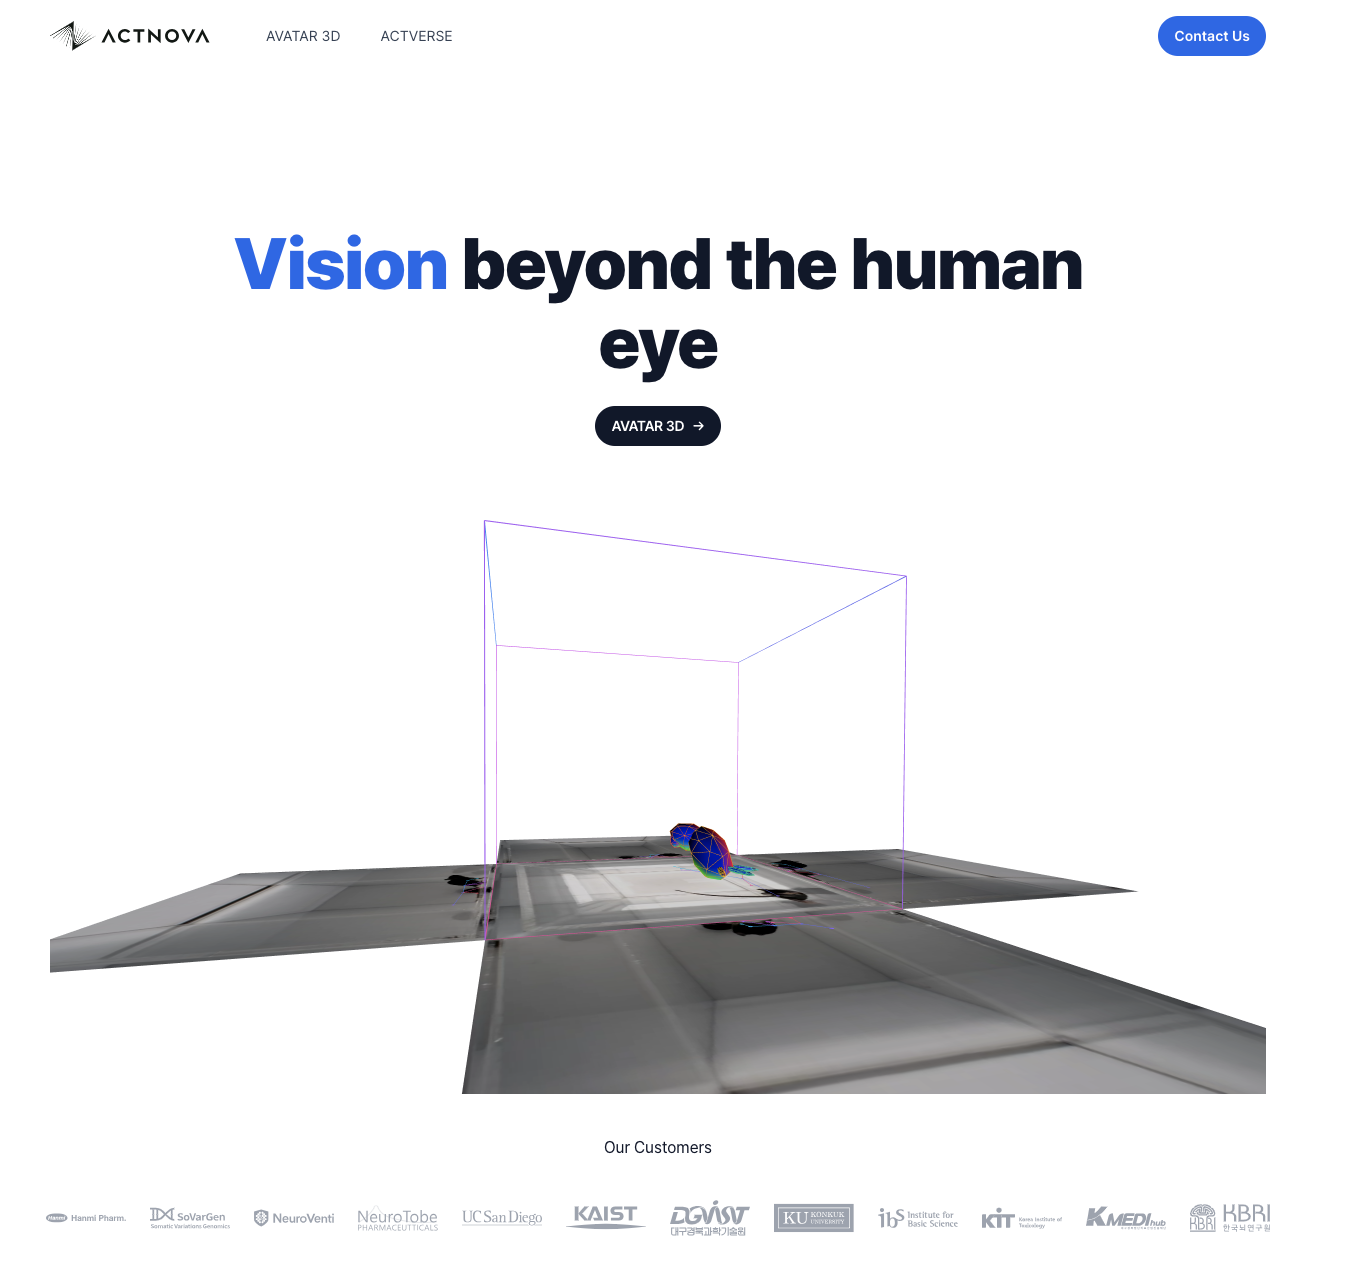 ACTNOVA
AVATAR 3D
ACTVERSE
Contact Us
Vision beyond the human
eye
AVATAR 3D →
Our Customers
Hanmi Hanmi Pharm.
SoVarGen
Somatic Variations Genomics
NeuroVenti
NeuroTobe
PHARMACEUTICALS
UC San Diego
KAIST
DGIST
대구경북과학기술원
KU KONKUK
UNIVERSITY
ibS Institute for
Basic Science
KIT Korea Institute of
Toxicology
KMEDIhub
KBRI KBRI
한국뇌연구원